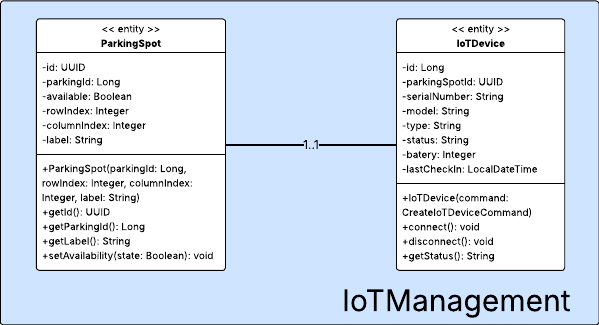 << entity >>
ParkingSpot
-id: UUID
-parkingId: Long
-available: Boolean
-rowIndex: Integer
-columnIndex: Integer
-label: String
+ParkingSpot(parkingId: Long,
rowIndex: Integer, columnIndex:
Integer, label: String)
+getId(): UUID
+getParkingId(): Long
+getLabel(): String
+setAvailability(state: Boolean): void
1..1
<< entity >>
IoTDevice
-id: Long
-parkingSpotId: UUID
-serialNumber: String
-model: String
-type: String
-status: String
-batery: Integer
-lastCheckIn: LocalDateTime
+IoTDevice(command:
CreateIoTDeviceCommand)
+connect(): void
+disconnect(): void
+getStatus(): String
IoTManagement